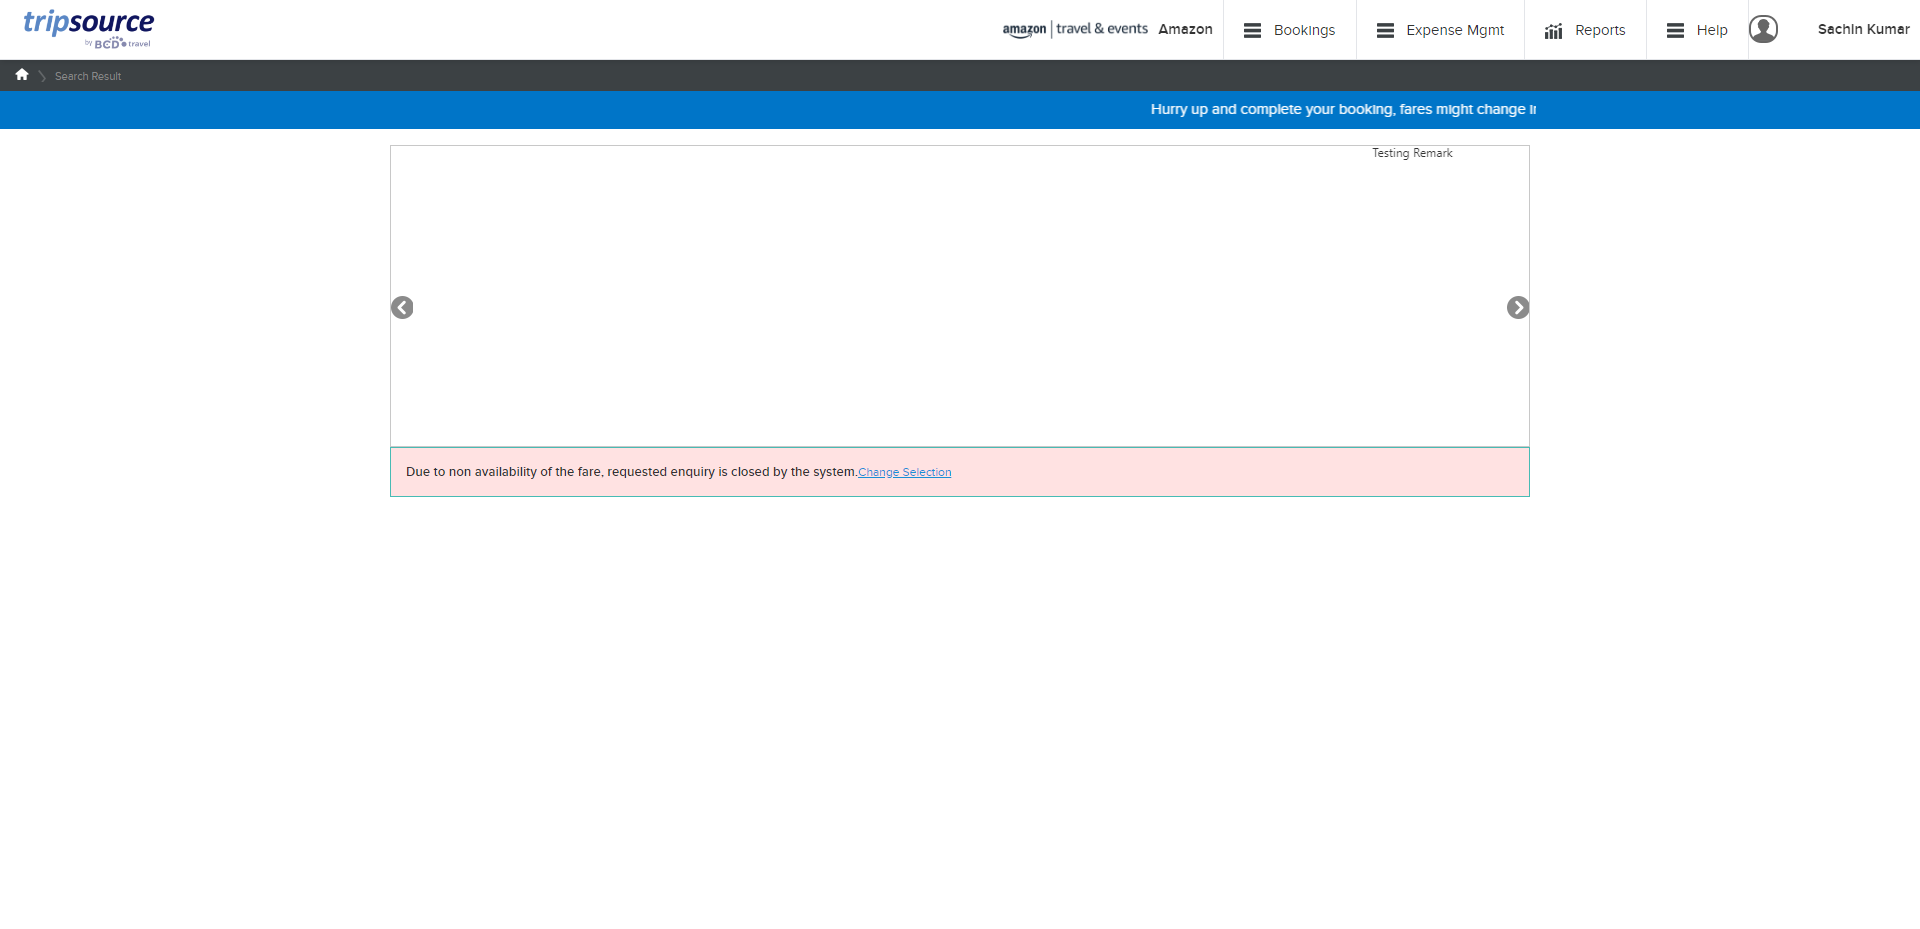 tripsource
by BCD travel
amazon | travel & events Amazon
Bookings
Expense Mgmt
Reports
Help
Sachin Kumar
Search Result
Hurry up and complete your booking, fares might change
Testing Remark
Due to non availability of the fare, requested enquiry is closed by the system.Change Selection